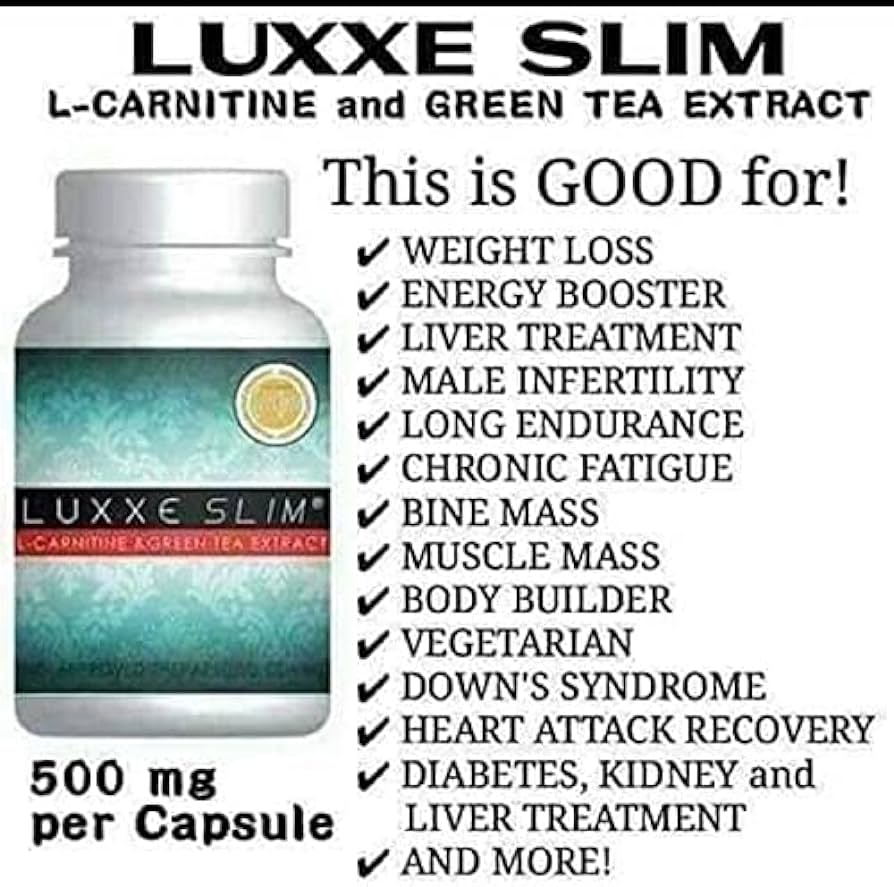 LUXXE SLIM
L-CARNITINE and GREEN TEA EXTRACT
This is GOOD for!
✔ WEIGHT LOSS
✔ ENERGY BOOSTER
✔ LIVER TREATMENT
✔ MALE INFERTILITY
✔ LONG ENDURANCE
✔ CHRONIC FATIGUE
✔ BINE MASS
✔ MUSCLE MASS
✔ BODY BUILDER
✔ VEGETARIAN
✔ DOWN'S SYNDROME
✔ HEART ATTACK RECOVERY
✔ DIABETES, KIDNEY and
LIVER TREATMENT
✔ AND MORE!
LUXXE SLIM®
L-CARNITINE & GREEN TEA EXTRACT
APPROVED THERAPEUTIC
500 mg
per Capsule